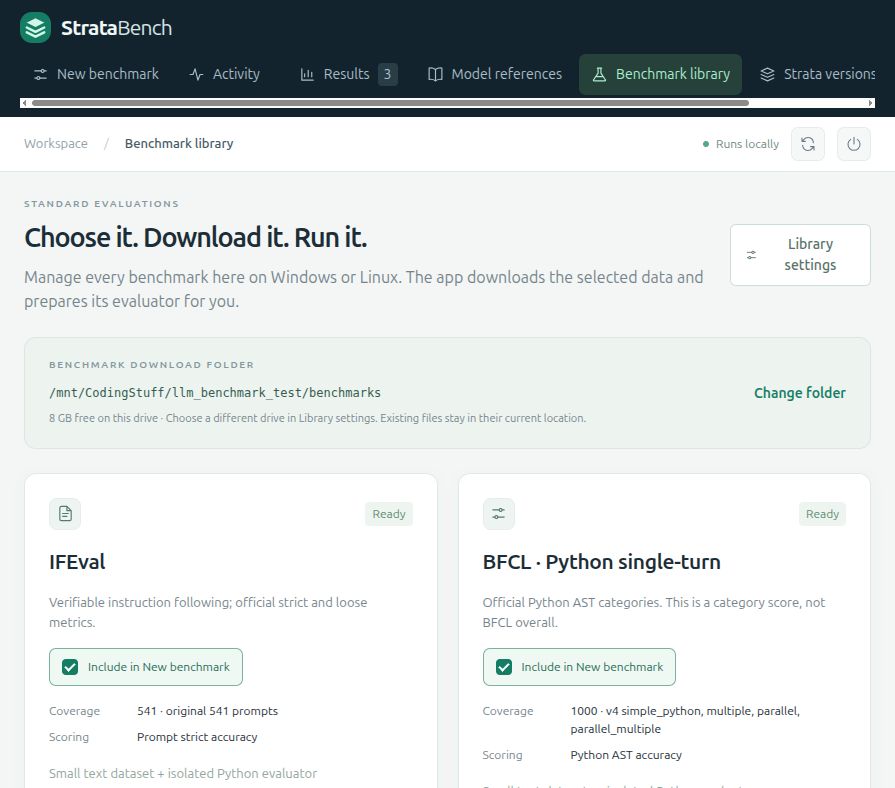 StrataBench
New benchmark Activity Results 3 Model references Benchmark library Strata versions
Workspace / Benchmark library Runs locally
STANDARD EVALUATIONS
Choose it. Download it. Run it.
Manage every benchmark here on Windows or Linux. The app downloads the selected data and
prepares its evaluator for you.
Library
settings
BENCHMARK DOWNLOAD FOLDER
/mnt/CodingStuff/llm_benchmark_test/benchmarks
Change folder
8 GB free on this drive · Choose a different drive in Library settings. Existing files stay in their current location.
Ready
IFEval
Verifiable instruction following; official strict and loose
metrics.
Include in New benchmark
Coverage 541 · original 541 prompts
Scoring Prompt strict accuracy
Small text dataset + isolated Python evaluator
Ready
BFCL · Python single-turn
Official Python AST categories. This is a category score, not
BFCL overall.
Include in New benchmark
Coverage 1000 · v4 simple_python, multiple, parallel,
parallel_multiple
Scoring Python AST accuracy